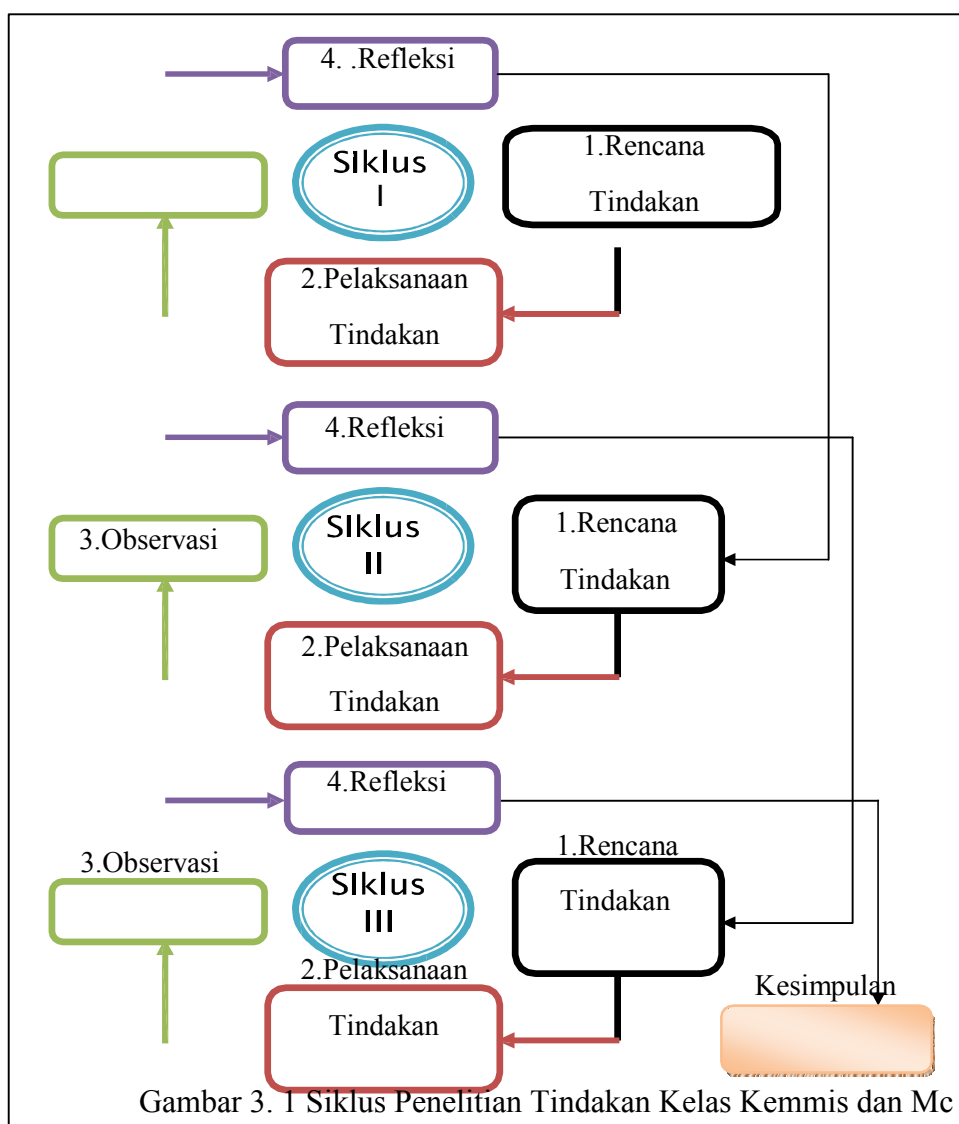 4. .Refleksi
Siklus
I
1.Rencana
Tindakan
2.Pelaksanaan
Tindakan
4.Refleksi
3.Observasi
Siklus
II
1.Rencana
Tindakan
2.Pelaksanaan
Tindakan
4.Refleksi
3.Observasi
Siklus
III
1.Rencana
Tindakan
2.Pelaksanaan
Tindakan
Kesimpulan
Gambar 3. 1 Siklus Penelitian Tindakan Kelas Kemmis dan Mc